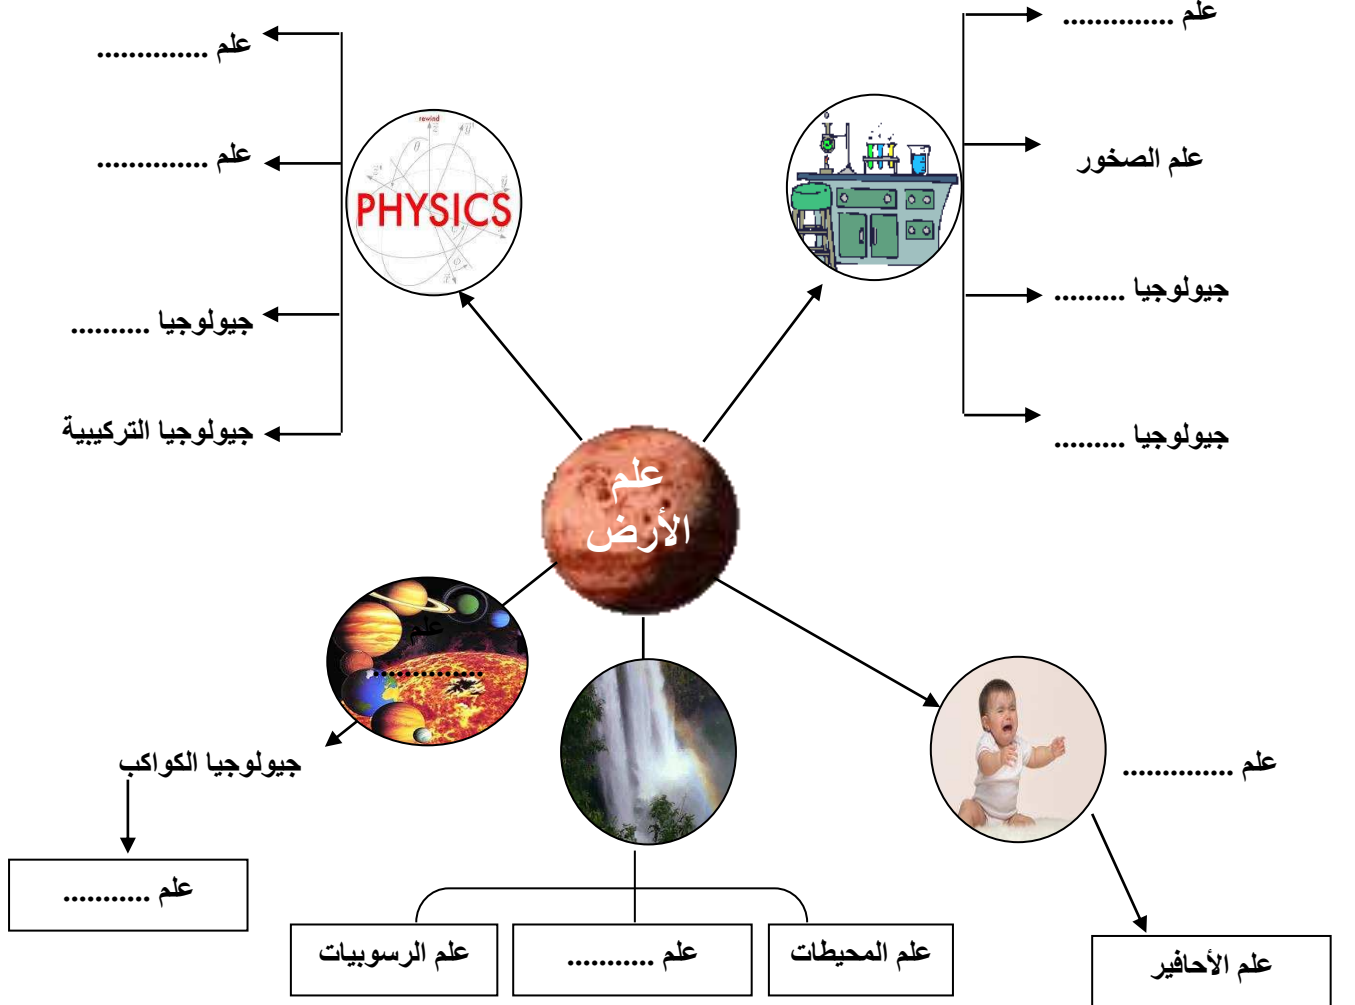 علم ..............
علم الصخور
جيولوجيا .........
جيولوجيا .........
علم ..............
علم ..............
جيولوجيا ..........
جيولوجيا التركيبية
rewind
PHYSICS
علم
الأرض
علم
..............
جيولوجيا الكواكب
علم ...........
علم ..............
علم الأحافير
علم المحيطات
علم ...........
علم الرسوبيات